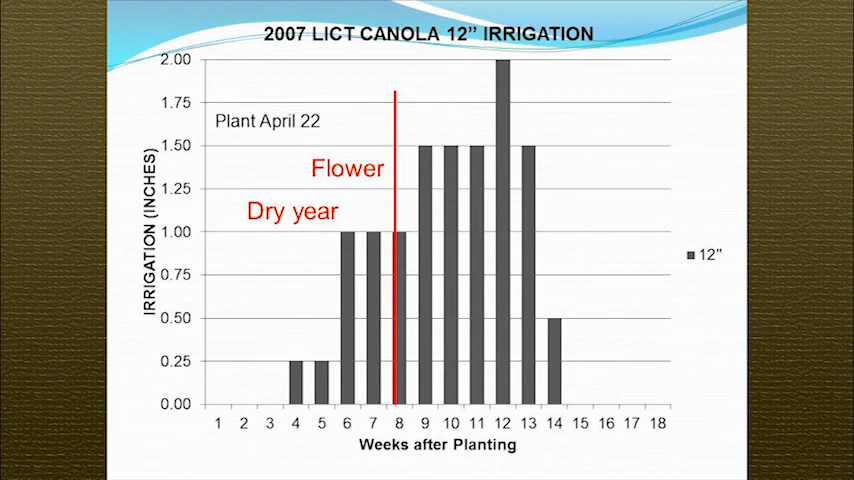 2007 LICT CANOLA 12” IRRIGATION
2.00
1.75
1.50
1.25
1.00
0.75
0.50
0.25
0.00
IRRIGATION (INCHES)
Plant April 22
Flower
Dry year
12”
1 2 3 4 5 6 7 8 9 10 11 12 13 14 15 16 17 18
Weeks after Planting